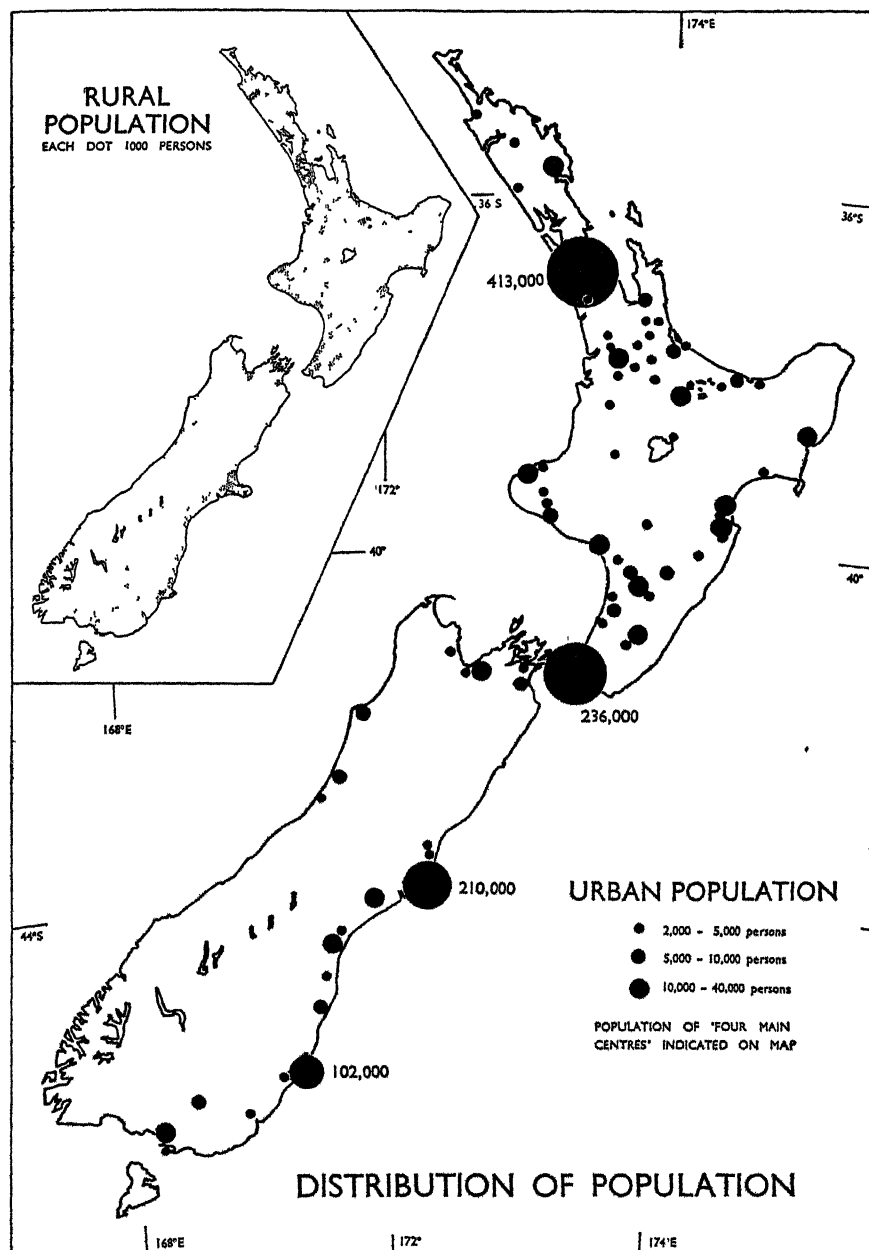 RURAL
POPULATION
EACH DOT 1000 PERSONS
174°E
36 S
36°S
413,000
172°
40°
40°
168°E
236,000
210,000
URBAN POPULATION
44°S
2,000 – 5,000 persons
5,000 – 10,000 persons
10,000 – 40,000 persons
POPULATION OF 'FOUR MAIN
CENTRES' INDICATED ON MAP
102,000
DISTRIBUTION OF POPULATION
168°E
172°
174°E